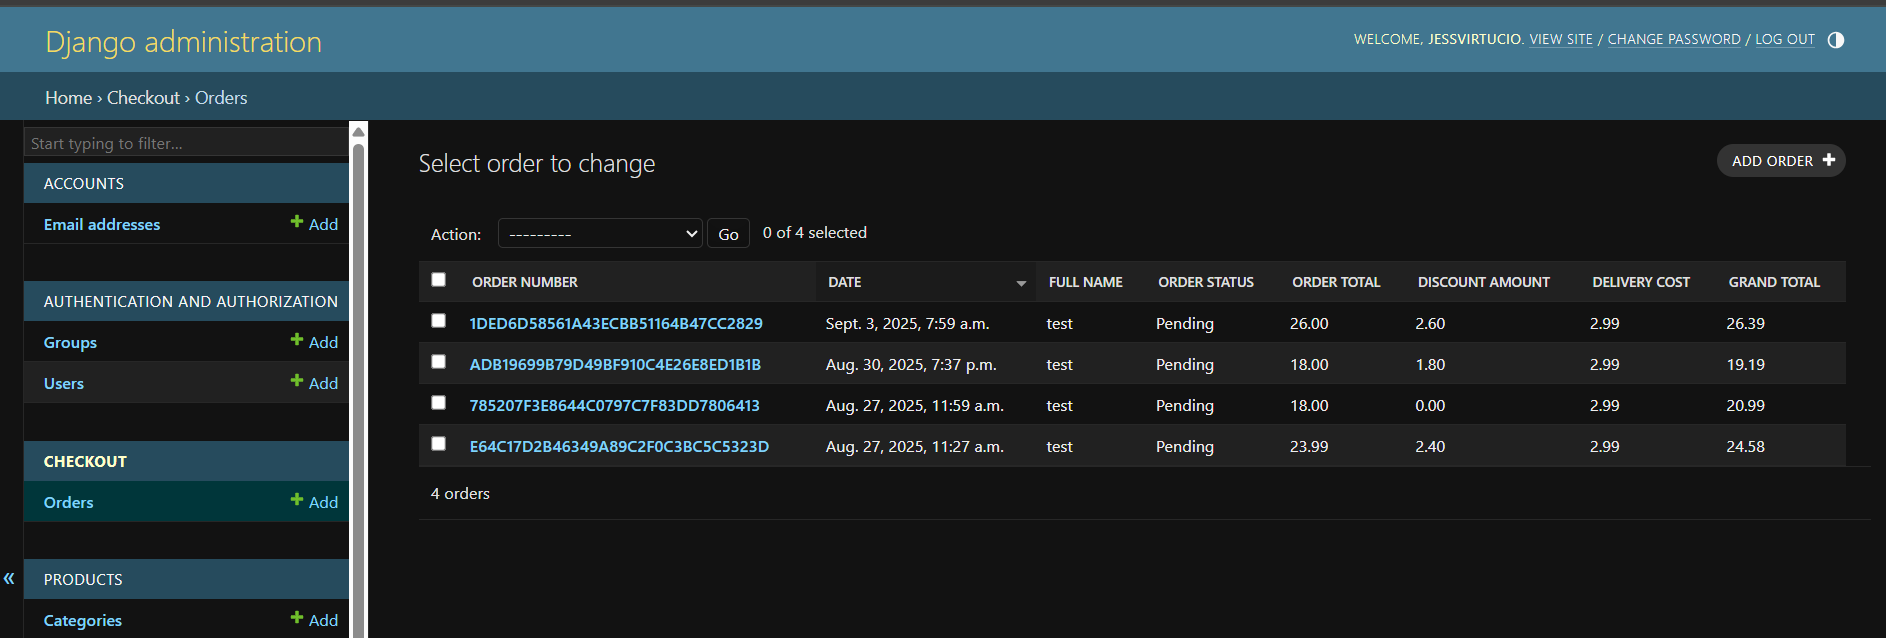 Django administration
WELCOME, JESSVIRTUCIO. VIEW SITE / CHANGE PASSWORD / LOG OUT
Home › Checkout › Orders
Start typing to filter...
ACCOUNTS
Email addresses + Add
AUTHENTICATION AND AUTHORIZATION
Groups + Add
Users + Add
CHECKOUT
Orders + Add
«
PRODUCTS
Categories + Add
Select order to change
ADD ORDER +
Action: --------- Go 0 of 4 selected
ORDER NUMBER DATE FULL NAME ORDER STATUS ORDER TOTAL DISCOUNT AMOUNT DELIVERY COST GRAND TOTAL
1DED6D58561A43ECBB51164B47CC2829 Sept. 3, 2025, 7:59 a.m. test Pending 26.00 2.60 2.99 26.39
ADB19699B79D49BF910C4E26E8ED1B1B Aug. 30, 2025, 7:37 p.m. test Pending 18.00 1.80 2.99 19.19
785207F3E8644C0797C7F83DD7806413 Aug. 27, 2025, 11:59 a.m. test Pending 18.00 0.00 2.99 20.99
E64C17D2B46349A89C2F0C3BC5C5323D Aug. 27, 2025, 11:27 a.m. test Pending 23.99 2.40 2.99 24.58
4 orders